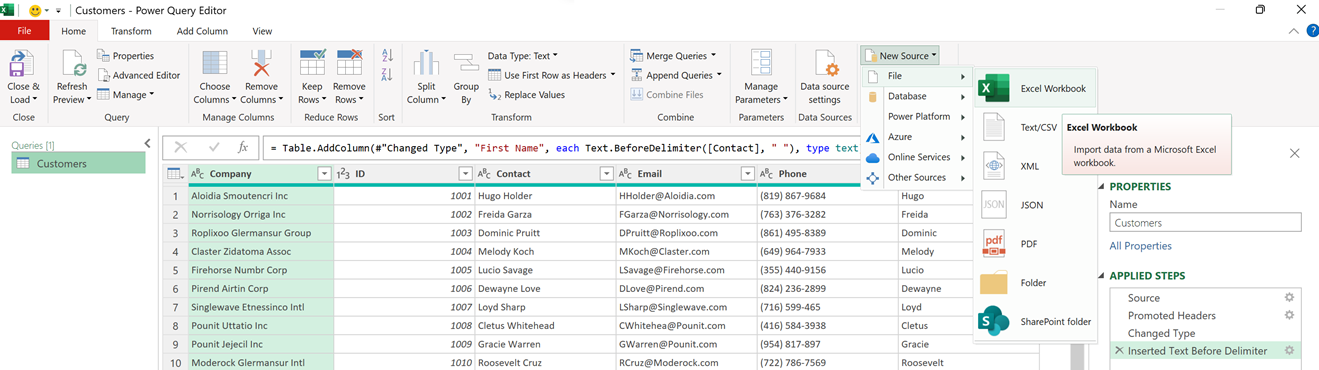 Customers - Power Query Editor
File Home Transform Add Column View
Close & Load
Close
Refresh Preview
Properties
Advanced Editor
Manage
Query
Choose Columns
Remove Columns
Manage Columns
Keep Rows
Remove Rows
Reduce Rows
A Z
Z A
Sort
Split Column
Group By
Data Type: Text
Use First Row as Headers
1 2 Replace Values
Transform
Merge Queries
Append Queries
Combine Files
Combine
Manage Parameters
Parameters
Data source settings
Data Sources
New Source
File
Database
Power Platform
Azure
Online Services
Other Sources
Excel Workbook
Text/CSV
XML
JSON JSON
pdf PDF
Folder
S SharePoint folder
Excel Workbook
Import data from a Microsoft Excel
workbook.
?
Queries [1]
Customers
fx = Table.AddColumn(#"Changed Type", "First Name", each Text.BeforeDelimiter([Contact], " "), type text
ABC Company 123 ID ABC Contact ABC Email ABC Phone
1 Aloidia Smoutencri Inc 1001 Hugo Holder HHolder@Aloidia.com (819) 867-9684 Hugo
2 Norrisology Orriga Inc 1002 Freida Garza FGarza@Norrisology.com (763) 376-3282 Freida
3 Roplixoo Glermansur Group 1003 Dominic Pruitt DPruitt@Roplixoo.com (861) 495-8389 Dominic
4 Claster Zidatoma Assoc 1004 Melody Koch MKoch@Claster.com (649) 964-7933 Melody
5 Firehorse Numbr Corp 1005 Lucio Savage LSavage@Firehorse.com (355) 440-9156 Lucio
6 Pirend Airtin Corp 1006 Dewayne Love DLove@Pirend.com (824) 236-2899 Dewayne
7 Singlewave Etnessinco Intl 1007 Loyd Sharp LSharp@Singlewave.com (716) 599-465 Loyd
8 Pounit Uttatio Inc 1008 Cletus Whitehead CWhitehea@Pounit.com (416) 584-3938 Cletus
9 Pounit Jejecil Inc 1009 Gracie Warren GWarren@Pounit.com (954) 817-897 Gracie
10 Moderock Glermansur Intl 1010 Roosevelt Cruz RCruz@Moderock.com (722) 786-7569 Roosevelt
PROPERTIES
Name
Customers
All Properties
APPLIED STEPS
Source
Promoted Headers
Changed Type
Inserted Text Before Delimiter